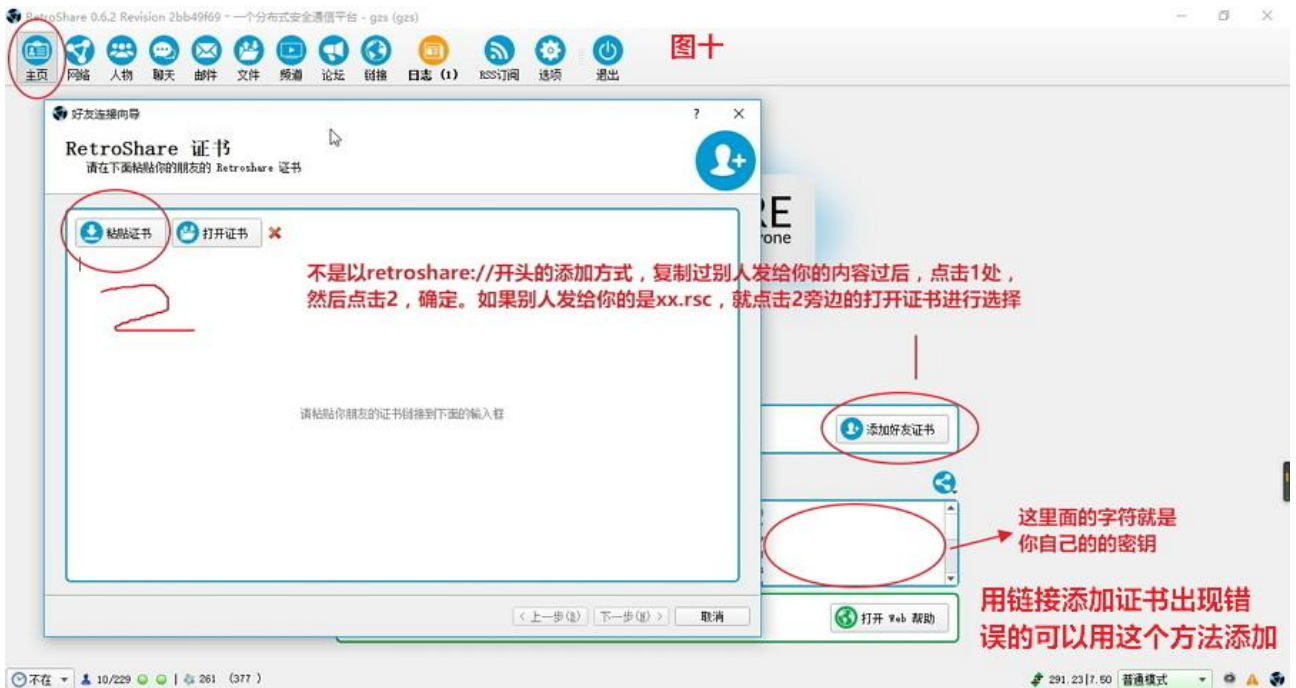 RetroShare 0.6.2 Revision 2bb49f69 - 一个分布式安全通信平台 - gzs (gzs)
图十
主页 网络 人物 聊天 邮件 文件 频道 论坛 链接 日志 (1) RSS订阅 选项 退出
好友连接向导
? ×
RetroShare 证书
请在下面粘贴你的朋友的 Retroshare 证书
RE
yone
粘贴证书 打开证书
不是以retroshare://开头的添加方式，复制过别人发给你的内容过后，点击1处，
然后点击2，确定。如果别人发给你的是xx.rsc，就点击2旁边的打开证书进行选择
2
1
请粘贴你朋友的证书链接到下面的输入框
添加好友证书
这里面的字符就是
你自己的的密钥
用链接添加证书出现错
误的可以用这个方法添加
< 上一步(B) 下一步(N) > 取消
打开 Web 帮助
不在 10/229 261 (377 )
291.23|7.50 普通模式